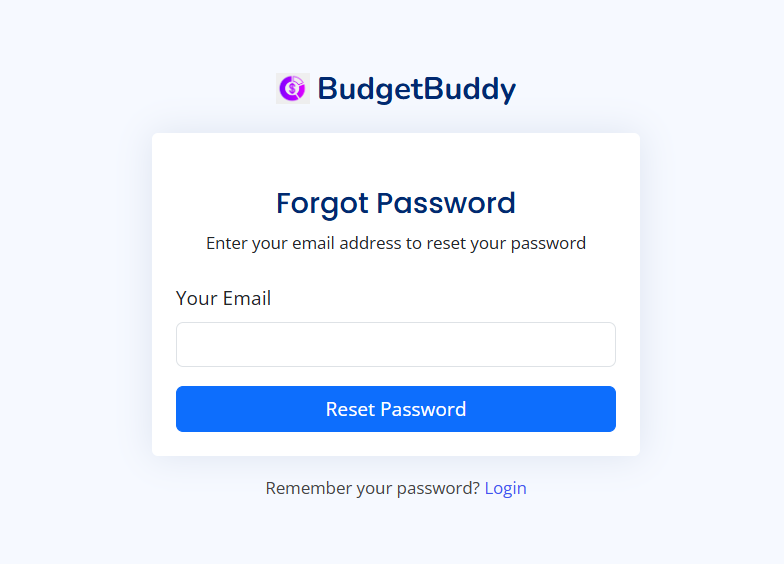 BudgetBuddy
Forgot Password
Enter your email address to reset your password
Your Email
Reset Password
Remember your password? Login